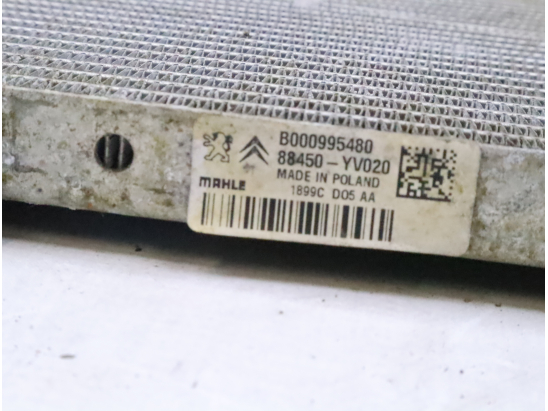 B000995480
88450-YV020
MADE IN POLAND
MAHLE
1899C D05 AA